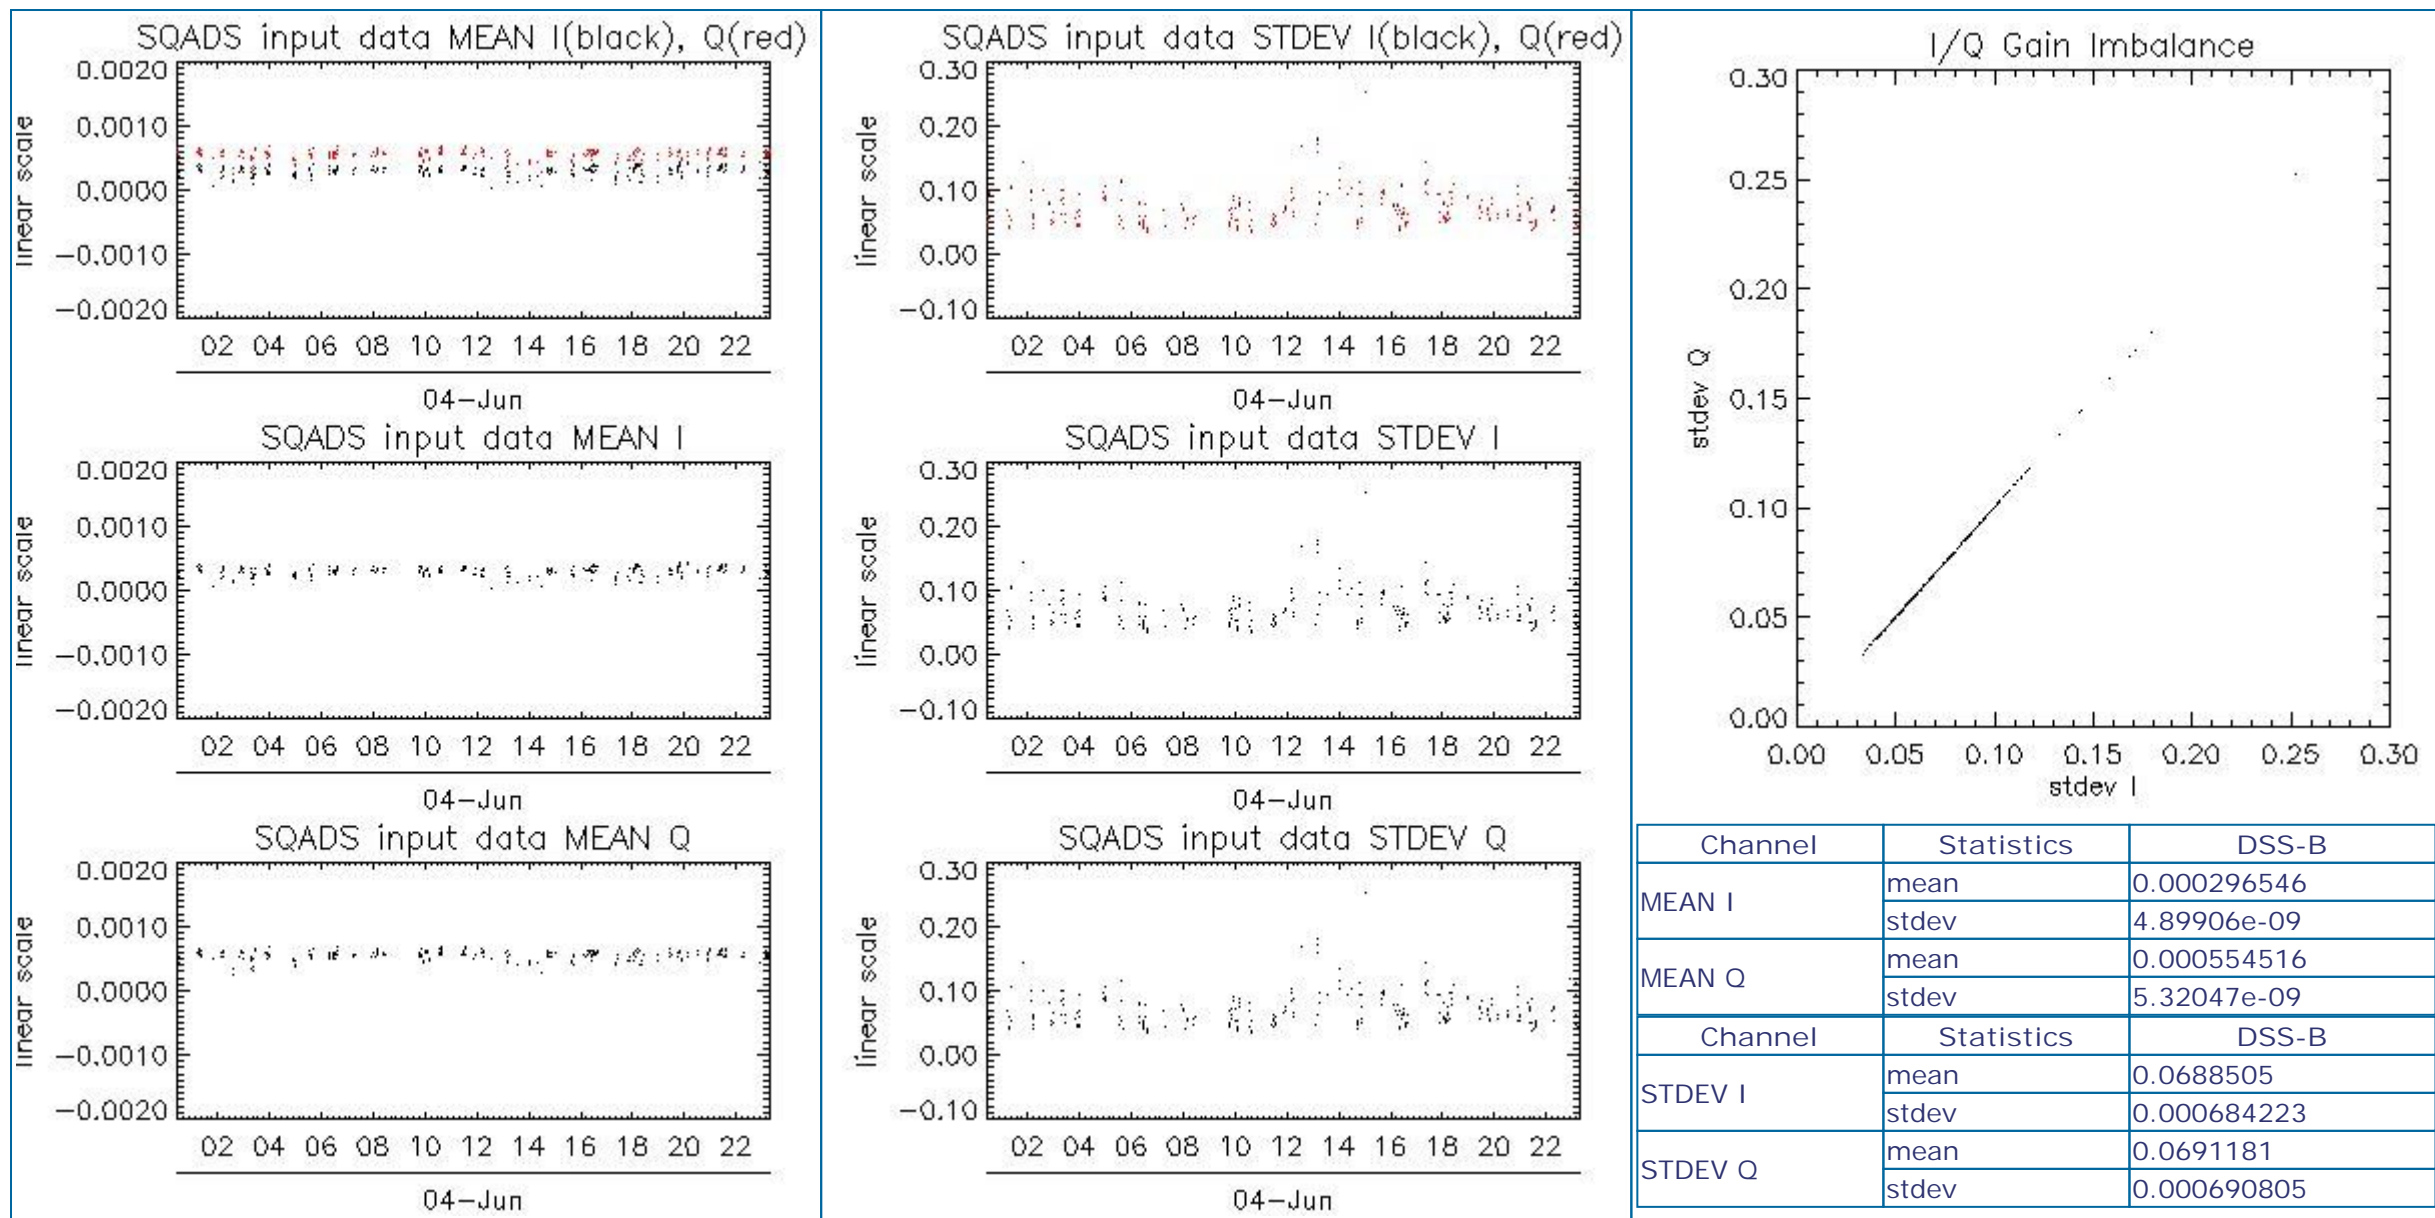 SQADS input data MEAN I(black), Q(red)
0.0020
0.0010
0.0000
-0.0010
-0.0020
linear scale
02 04 06 08 10 12 14 16 18 20 22
04-Jun
SQADS input data MEAN I
0.0020
0.0010
0.0000
-0.0010
-0.0020
linear scale
02 04 06 08 10 12 14 16 18 20 22
04-Jun
SQADS input data MEAN Q
0.0020
0.0010
0.0000
-0.0010
-0.0020
linear scale
02 04 06 08 10 12 14 16 18 20 22
04-Jun
SQADS input data STDEV I(black), Q(red)
0.30
0.20
0.10
0.00
-0.10
linear scale
02 04 06 08 10 12 14 16 18 20 22
04-Jun
SQADS input data STDEV I
0.30
0.20
0.10
0.00
-0.10
linear scale
02 04 06 08 10 12 14 16 18 20 22
04-Jun
SQADS input data STDEV Q
0.30
0.20
0.10
0.00
-0.10
linear scale
02 04 06 08 10 12 14 16 18 20 22
04-Jun
I/Q Gain Imbalance
0.30
0.25
0.20
0.15
0.10
0.05
0.00
stdev Q
0.00 0.05 0.10 0.15 0.20 0.25 0.30
stdev I
Channel Statistics DSS-B
MEAN I mean 0.000296546
stdev 4.89906e-09
MEAN Q mean 0.000554516
stdev 5.32047e-09
Channel Statistics DSS-B
STDEV I mean 0.0688505
stdev 0.000684223
STDEV Q mean 0.0691181
stdev 0.000690805